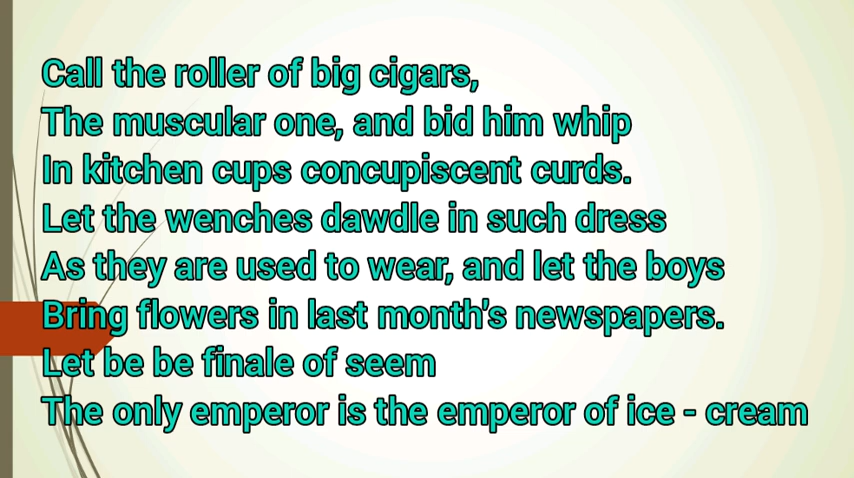 Call the roller of big cigars,
The muscular one, and bid him whip
In kitchen cups concupiscent curds.
Let the wenches dawdle in such dress
As they are used to wear, and let the boys
Bring flowers in last month's newspapers.
Let be be finale of seem
The only emperor is the emperor of ice - cream